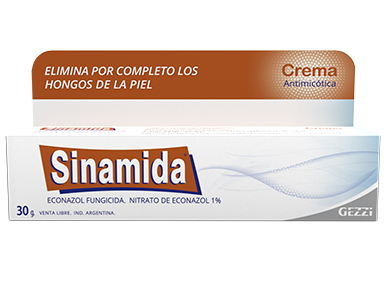 ELIMINA POR COMPLETO LOS
HONGOS DE LA PIEL
Crema
Antimicótica
Sinamida
ECONAZOL FUNGICIDA. NITRATO DE ECONAZOL 1%
30 g. VENTA LIBRE. IND. ARGENTINA.
GEZZI